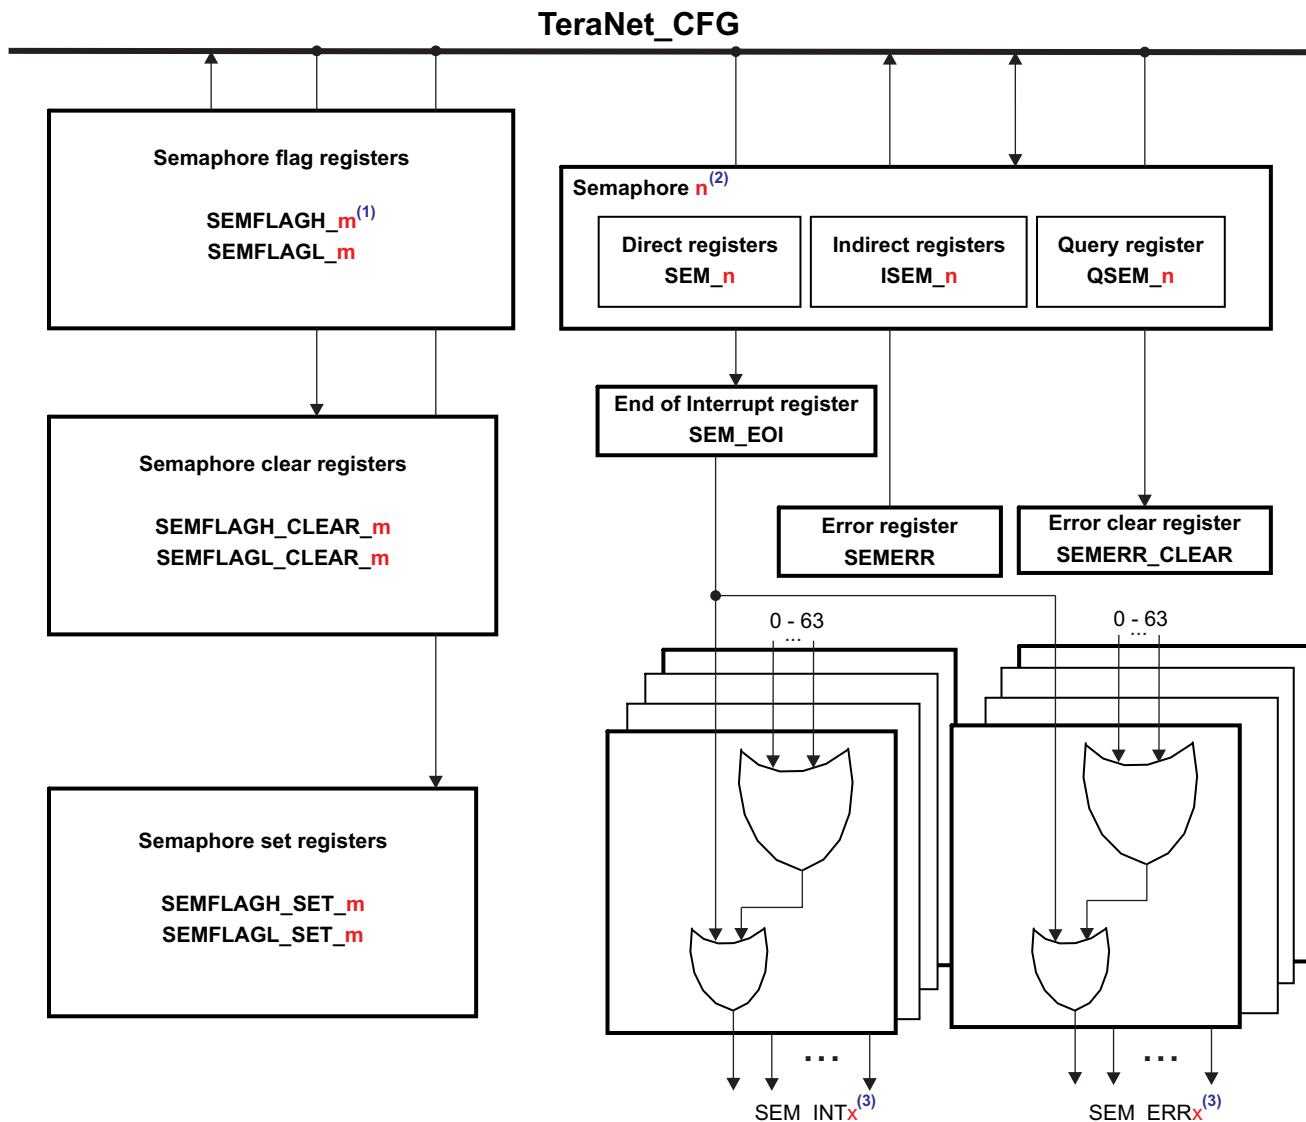 TeraNet_CFG
Semaphore flag registers
SEMFLAGH_m(1)
SEMFLAGL_m
Semaphore n(2)
Direct registers
SEM_n
Indirect registers
ISEM_n
Query register
QSEM_n
End of Interrupt register
SEM_EOI
Semaphore clear registers
SEMFLAGH_CLEAR_m
SEMFLAGL_CLEAR_m
Error register
SEMERR
Error clear register
SEMERR_CLEAR
0 - 63
...
0 - 63
...
Semaphore set registers
SEMFLAGH_SET_m
SEMFLAGL_SET_m
...
...
SEM INTx(3)
SEM ERRx(3)